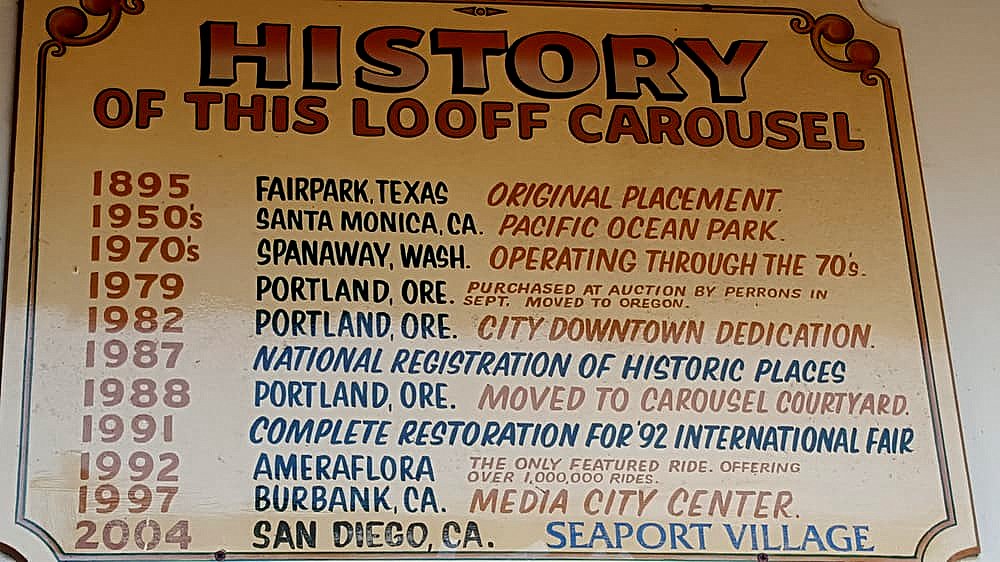 HISTORY
OF THIS LOOFF CAROUSEL
1895 FAIRPARK, TEXAS ORIGINAL PLACEMENT.
1950's SANTA MONICA, CA. PACIFIC OCEAN PARK.
1970's SPANAWAY, WASH. OPERATING THROUGH THE 70's.
1979 PORTLAND, ORE. PURCHASED AT AUCTION BY PERRONS IN
SEPT. MOVED TO OREGON.
1982 PORTLAND, ORE. CITY DOWNTOWN DEDICATION.
1987 NATIONAL REGISTRATION OF HISTORIC PLACES
1988 PORTLAND, ORE. MOVED TO CAROUSEL COURTYARD.
1991 COMPLETE RESTORATION FOR '92 INTERNATIONAL FAIR
1992 AMERAFLORA THE ONLY FEATURED RIDE. OFFERING
OVER 1,000,000 RIDES.
1997 BURBANK, CA. MEDIA CITY CENTER.
2004 SAN DIEGO, CA. SEAPORT VILLAGE